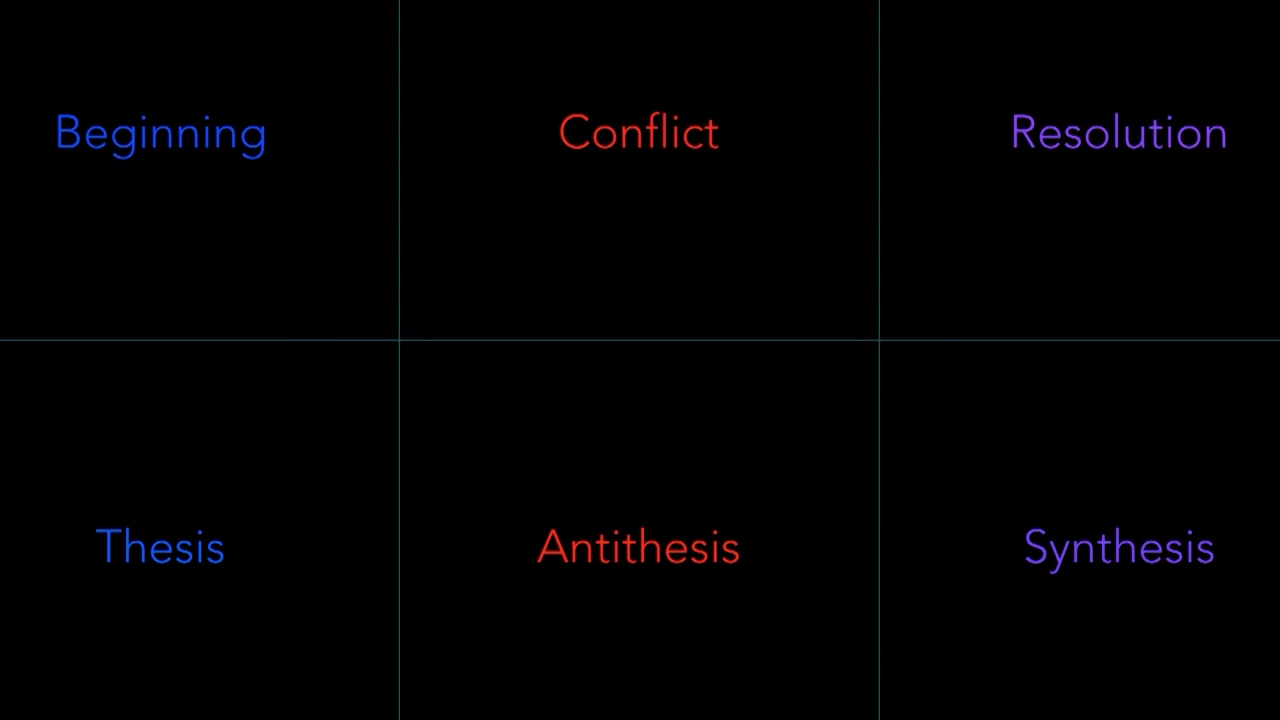 Beginning
Conflict
Resolution
Thesis
Antithesis
Synthesis